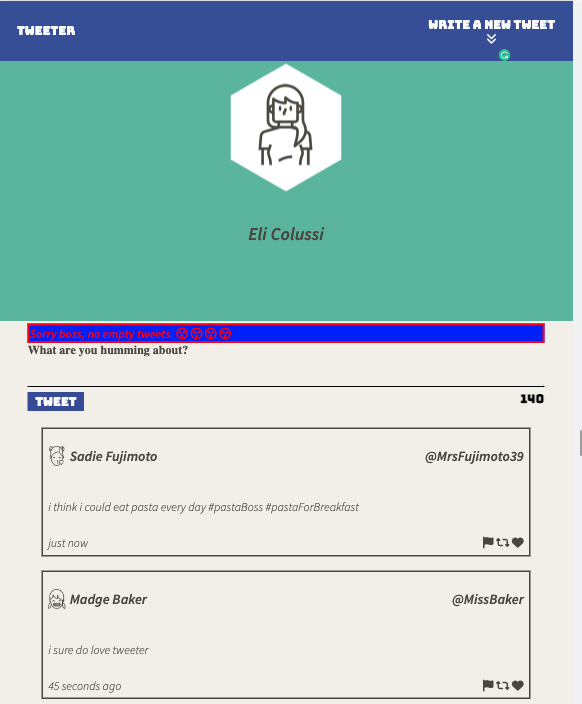 TWEETER
WRITE A NEW TWEET
Eli Colussi
Sorry boss, no empty tweets.
What are you humming about?
TWEET
140
Sadie Fujimoto
@MrsFujimoto39
i think i could eat pasta every day #pastaBoss #pastaForBreakfast
just now
Madge Baker
@MissBaker
i sure do love tweeter
45 seconds ago